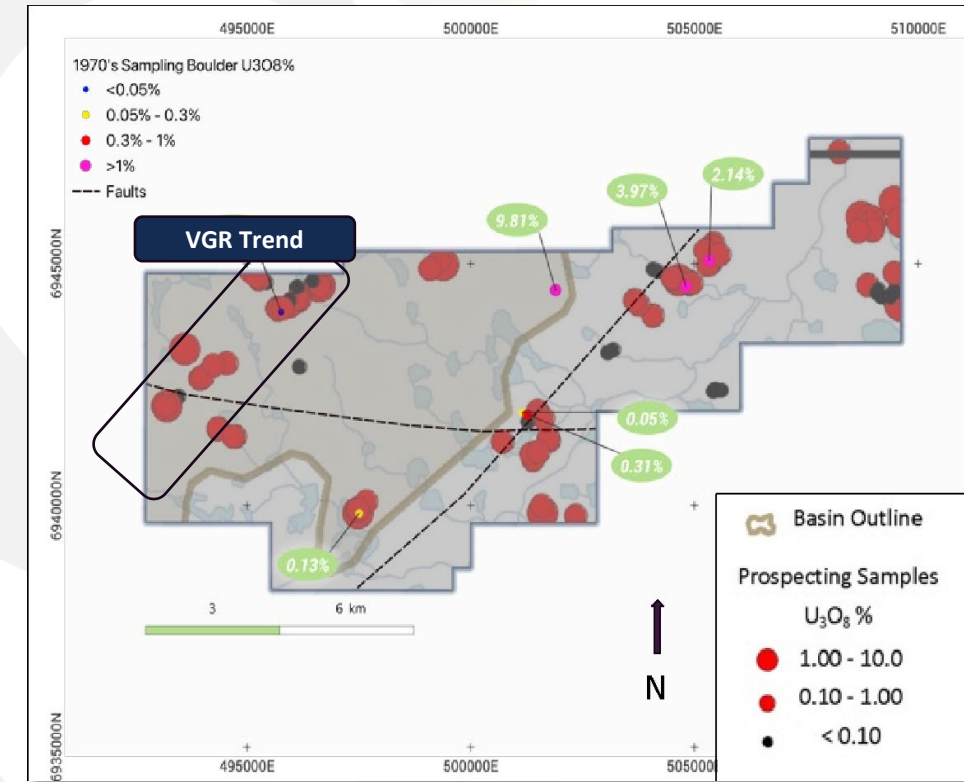 495000E 500000E 505000E 510000E
1970's Sampling Boulder U3O8%
<0.05%
0.05% - 0.3%
0.3% - 1%
>1%
Faults
2.14%
3.97%
9.81%
VGR Trend
6945000N
0.05%
0.31%
6940000N
0.13%
3 6 km
N
Basin Outline
Prospecting Samples
U₃O₈ %
1.00 - 10.0
0.10 - 1.00
< 0.10
6935000N
495000E 500000E